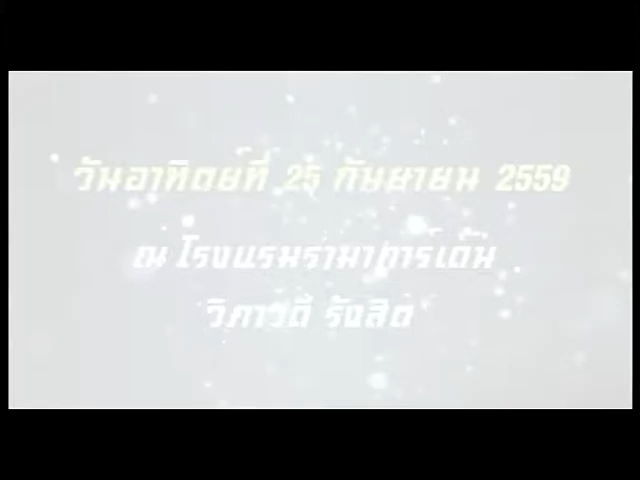 วันอาทิตย์ที่ 25 กันยายน 2559
ณ โรงแรมรามาการ์เด้น
วิภาวดี รังสิต